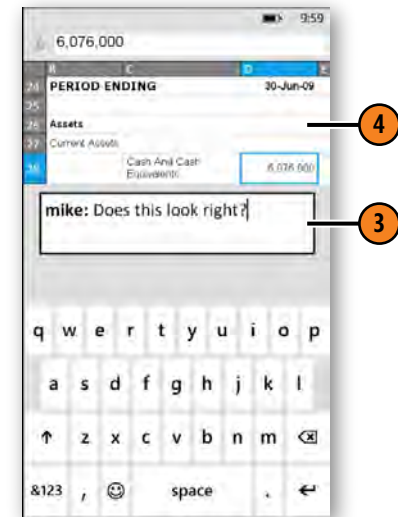 9:59
6,076,000
B C D E
24 PERIOD ENDING 30-Jun-09
25
26 Assets
27 Current Assets
28 Cash And Cash 6,076,000
Equivalents
4
mike: Does this look right?
3
q w e r t y u i o p
a s d f g h j k l
z x c v b n m
&123 , space .